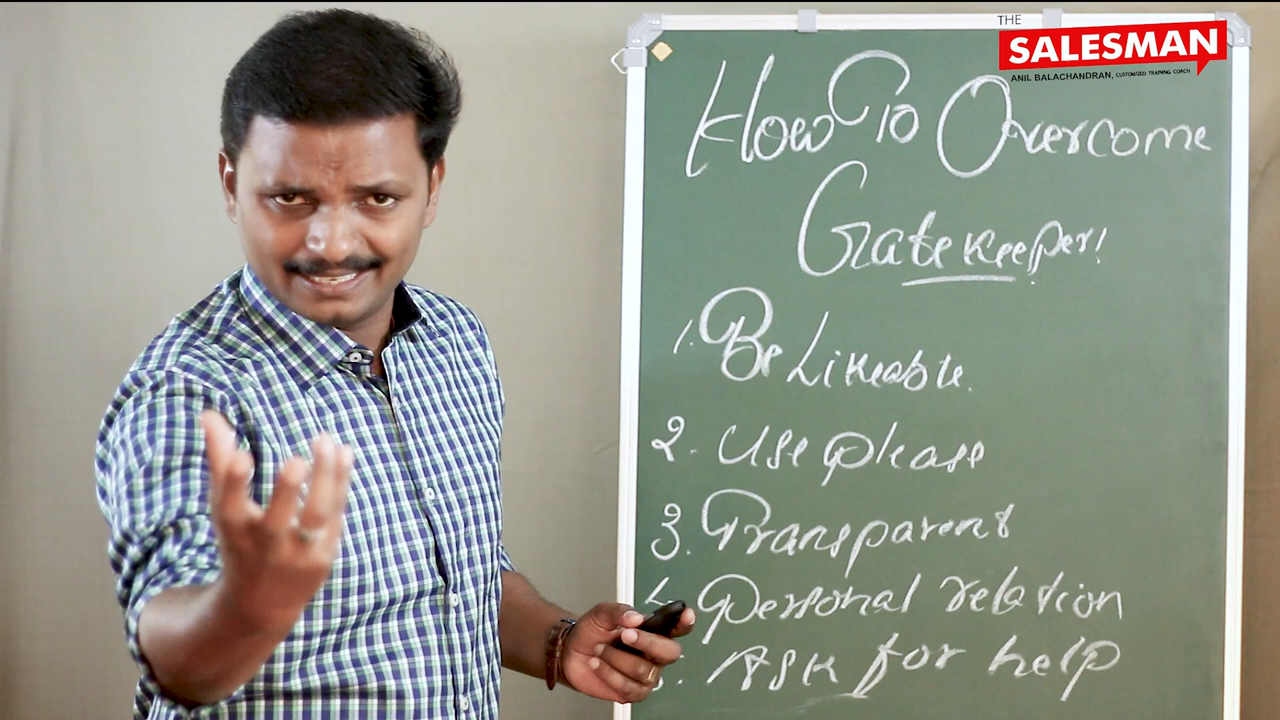 THE
SALESMAN
ANIL BALACHANDRAN, CUSTOMIZED TRAINING COACH
How To Overcome
Gatekeeper!
1. Be Likeable.
2. Use please
3. Transparent
4. Personal relation
. Ask for help